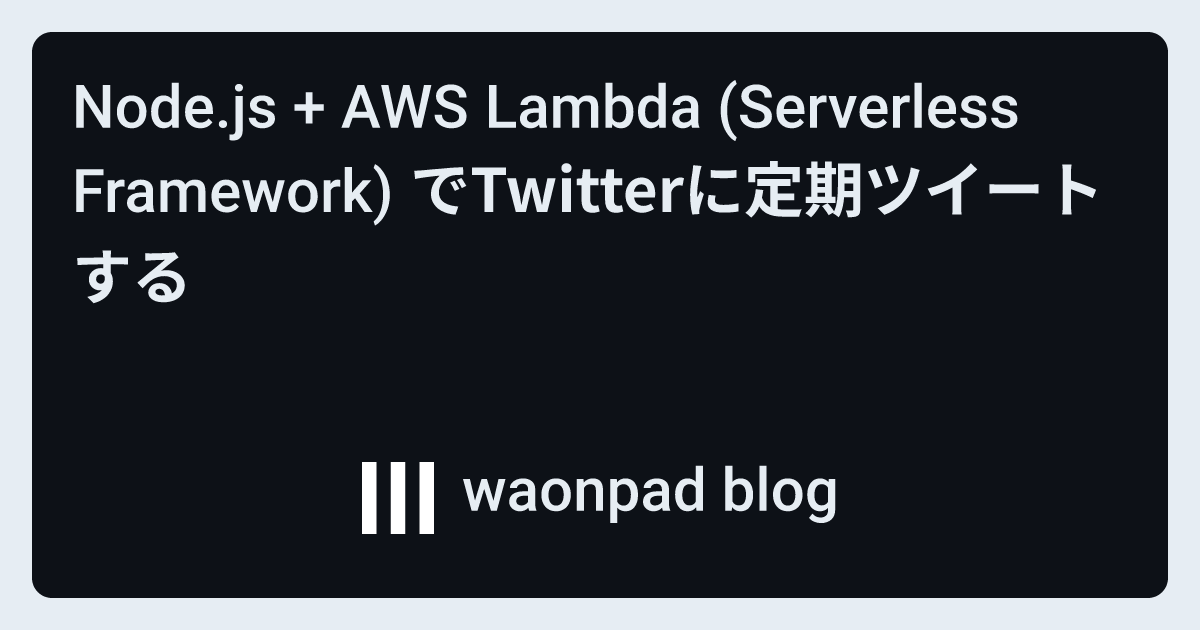 Node.js + AWS Lambda (Serverless
Framework) でTwitterに定期ツイート
する
waonpad blog